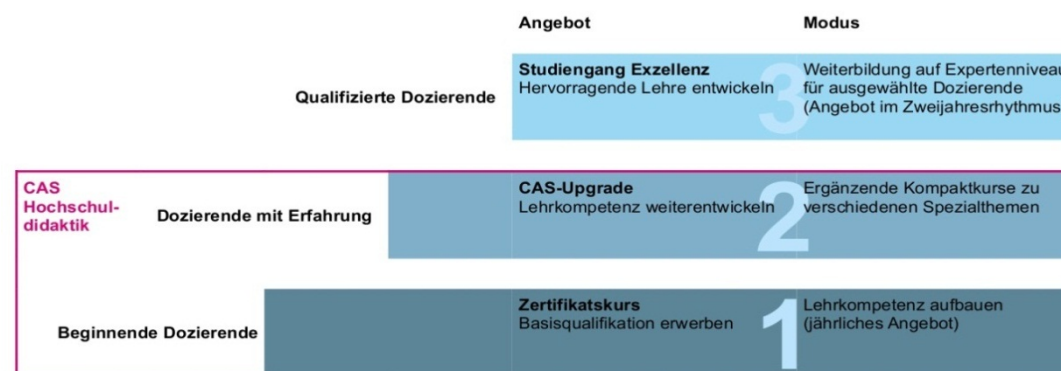 Angebot
Modus
Qualifizierte Dozierende
Studiengang Exzellenz
Hervorragende Lehre entwickeln
3
Weiterbildung auf Expertenniveau
für ausgewählte Dozierende
(Angebot im Zweijahresrhythmus
CAS
Hochschul-
didaktik
Dozierende mit Erfahrung
CAS-Upgrade
Lehrkompetenz weiterentwickeln
2
Ergänzende Kompaktkurse zu
verschiedenen Spezialthemen
Beginnende Dozierende
Zertifikatskurs
Basisqualifikation erwerben
1
Lehrkompetenz aufbauen
(jährliches Angebot)